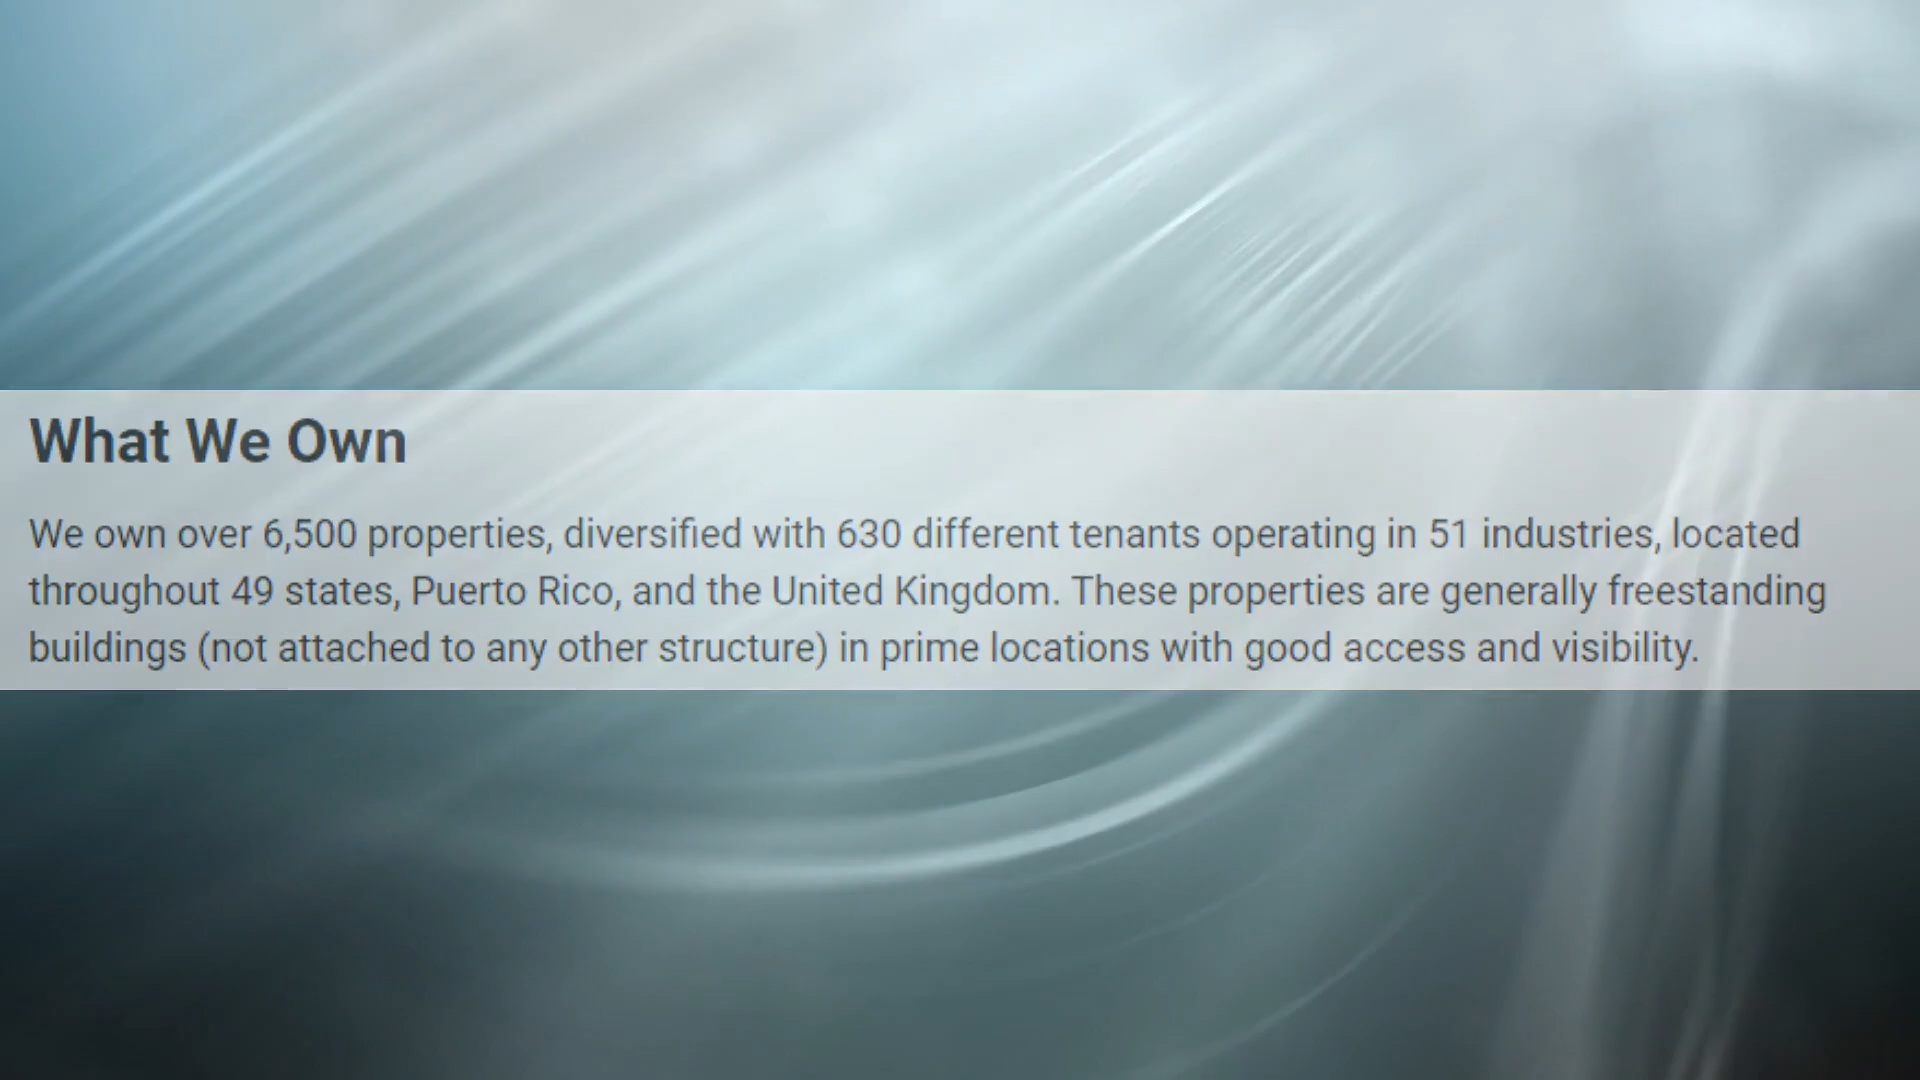 What We Own
We own over 6,500 properties, diversified with 630 different tenants operating in 51 industries, located
throughout 49 states, Puerto Rico, and the United Kingdom. These properties are generally freestanding
buildings (not attached to any other structure) in prime locations with good access and visibility.